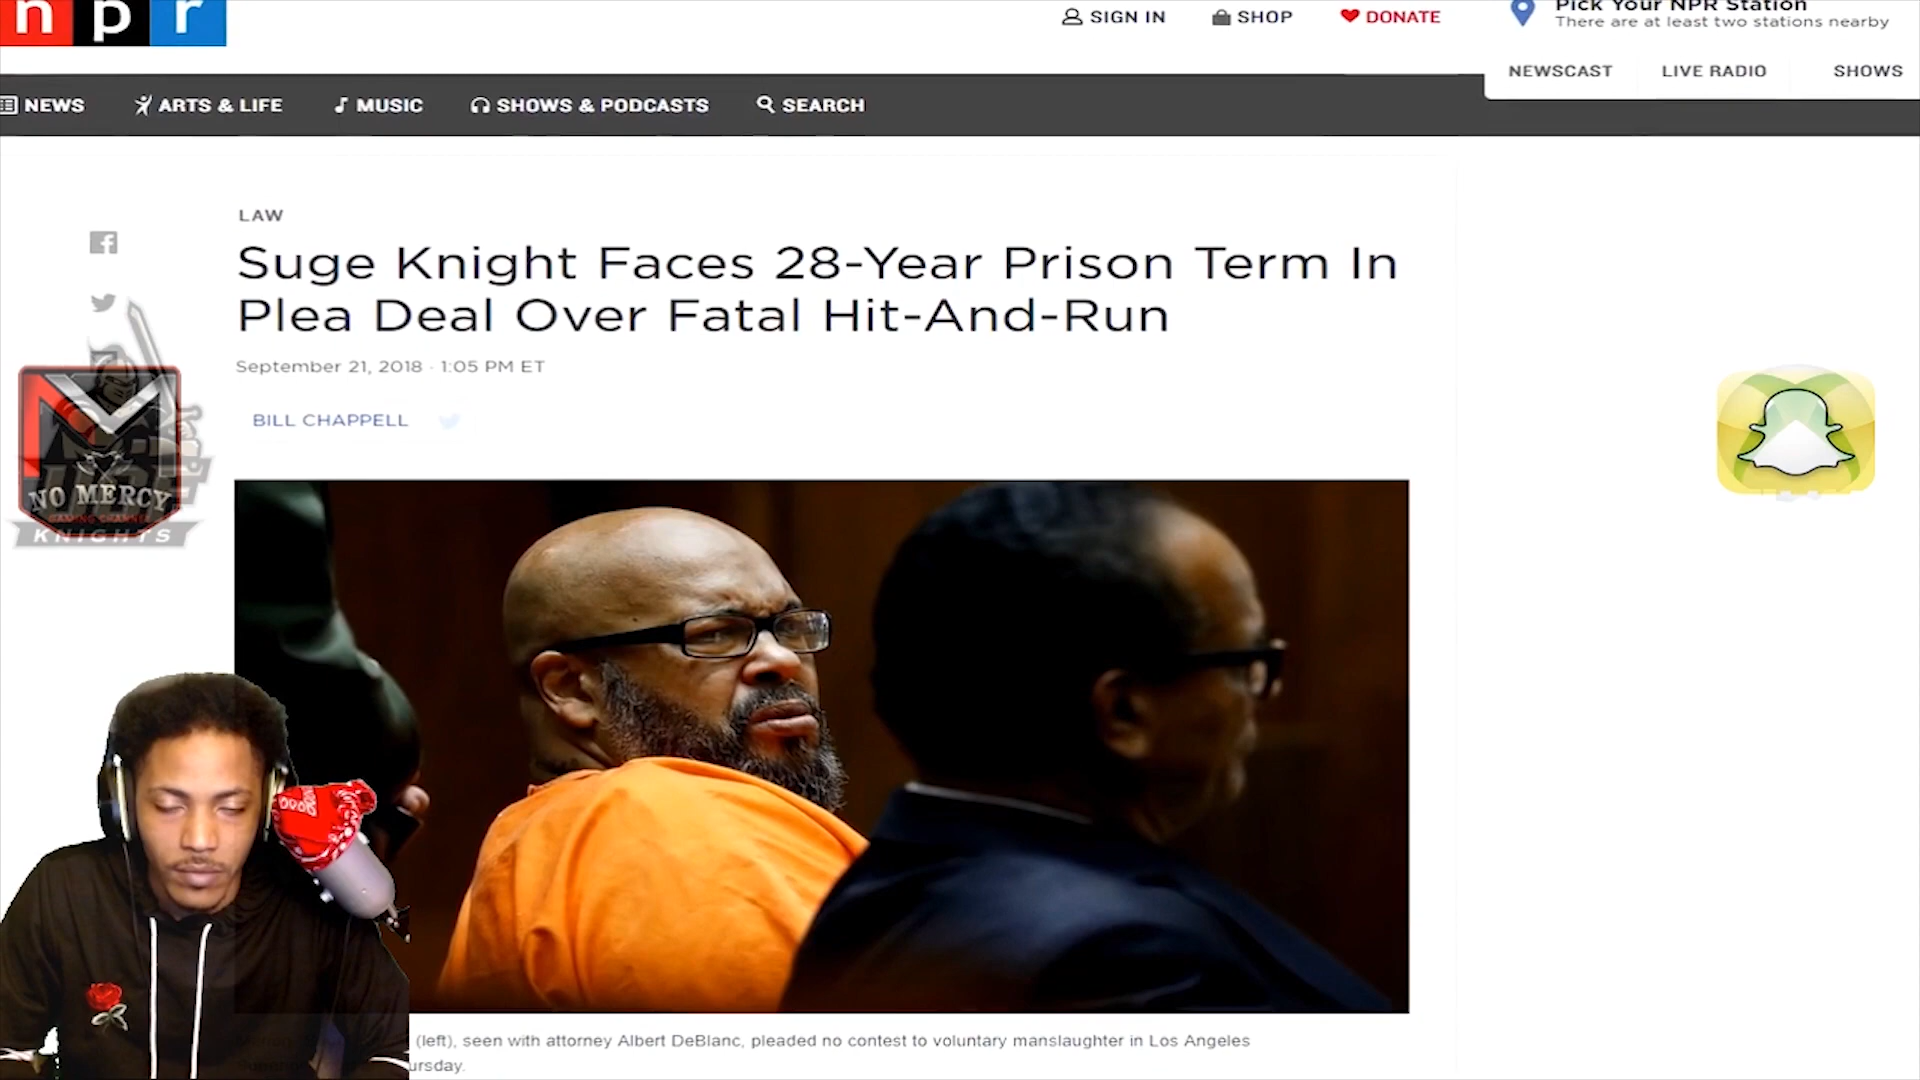 npr
SIGN IN
SHOP
DONATE
Pick Your NPR Station
There are at least two stations nearby
NEWSCAST
LIVE RADIO
SHOWS
NEWS
ARTS & LIFE
MUSIC
SHOWS & PODCASTS
SEARCH
LAW
Suge Knight Faces 28-Year Prison Term In
Plea Deal Over Fatal Hit-And-Run
September 21, 2018 · 1:05 PM ET
BILL CHAPPELL
NO MERCY
GAMING CHANNEL
KNIGHTS
(left), seen with attorney Albert DeBlanc, pleaded no contest to voluntary manslaughter in Los Angeles
ursday.